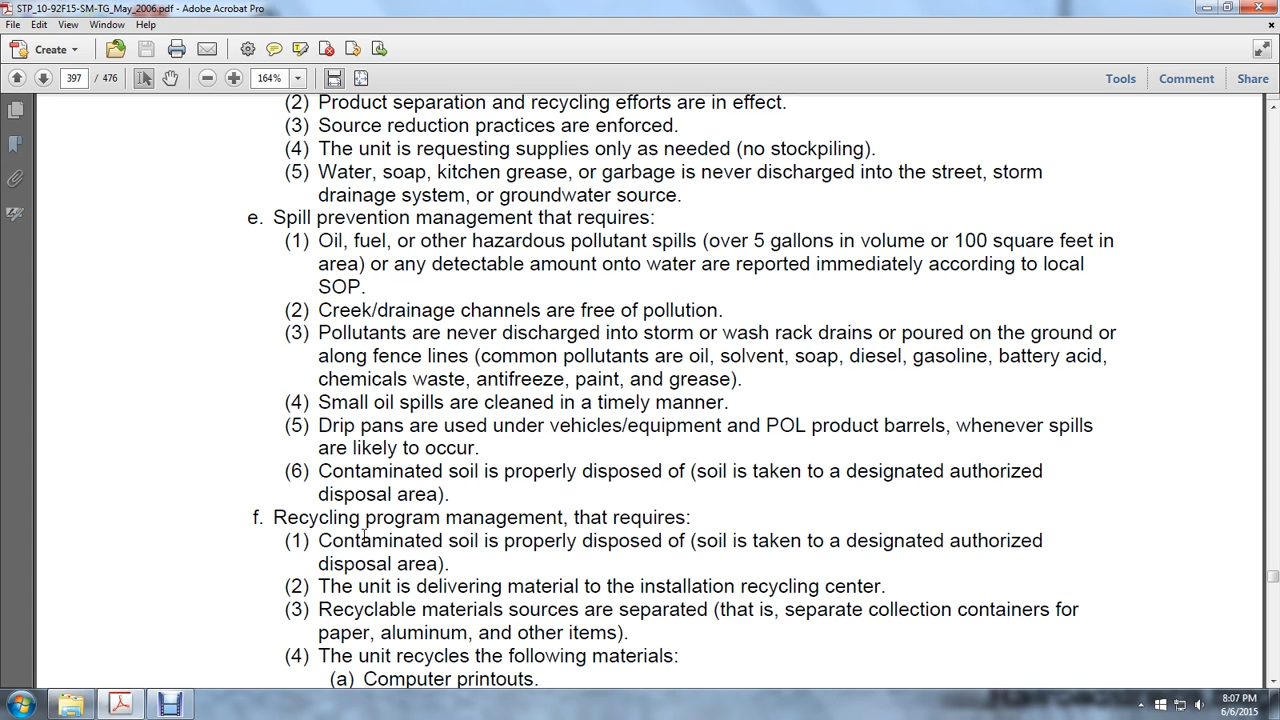 STP_10-92F15-SM-TG_May_2006.pdf - Adobe Acrobat Pro
File Edit View Window Help
Create
397 / 476 164% Tools Comment Share
(2) Product separation and recycling efforts are in effect.
(3) Source reduction practices are enforced.
(4) The unit is requesting supplies only as needed (no stockpiling).
(5) Water, soap, kitchen grease, or garbage is never discharged into the street, storm
drainage system, or groundwater source.
e. Spill prevention management that requires:
(1) Oil, fuel, or other hazardous pollutant spills (over 5 gallons in volume or 100 square feet in
area) or any detectable amount onto water are reported immediately according to local
SOP.
(2) Creek/drainage channels are free of pollution.
(3) Pollutants are never discharged into storm or wash rack drains or poured on the ground or
along fence lines (common pollutants are oil, solvent, soap, diesel, gasoline, battery acid,
chemicals waste, antifreeze, paint, and grease).
(4) Small oil spills are cleaned in a timely manner.
(5) Drip pans are used under vehicles/equipment and POL product barrels, whenever spills
are likely to occur.
(6) Contaminated soil is properly disposed of (soil is taken to a designated authorized
disposal area).
f. Recycling program management, that requires:
(1) Contaminated soil is properly disposed of (soil is taken to a designated authorized
disposal area).
(2) The unit is delivering material to the installation recycling center.
(3) Recyclable materials sources are separated (that is, separate collection containers for
paper, aluminum, and other items).
(4) The unit recycles the following materials:
(a) Computer printouts.
8:07 PM
6/6/2015